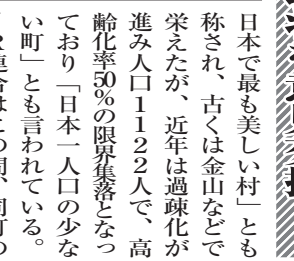 日本で最も美しい村」とも
称され、古くは金山などで
栄えたが、近年は過疎化が
進み人口1122人で、高
齢化率50%の限界集落となっ
ており「日本一人口の少な
い町」とも言われている。